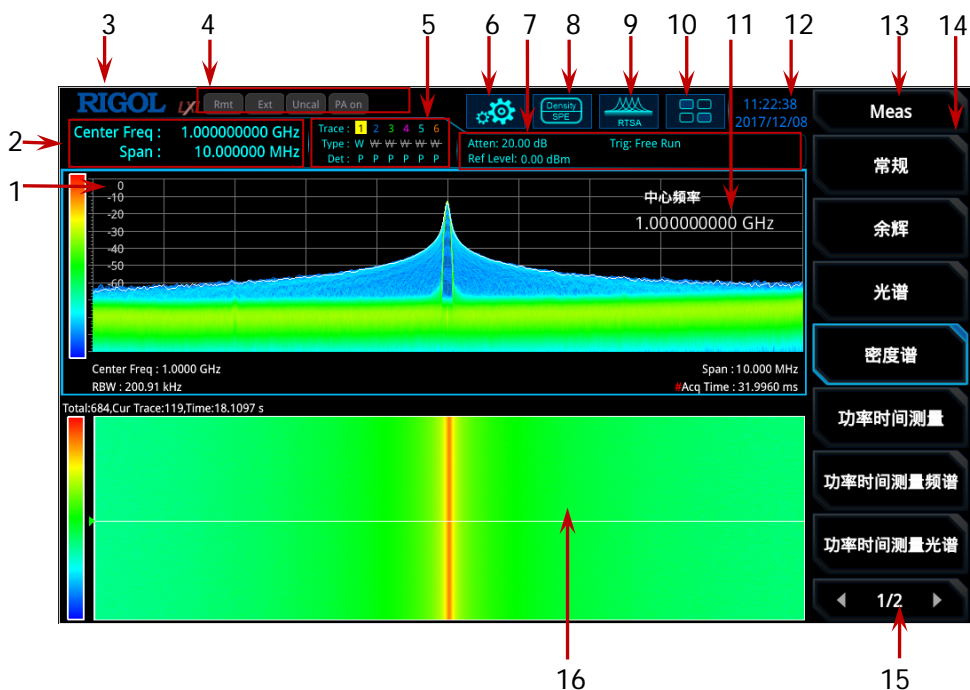 3 4 5 6 7 8 9 10 11 12 13 14
RIGOL LXI Rmt Ext Uncal PA on
Density
SPE
RTSA
11:22:38
2017/12/08
Meas
2
Center Freq : 1.000000000 GHz
Span : 10.000000 MHz
Trace : 1 2 3 4 5 6
Type : W W W W W W
Det : P P P P P P
Atten: 20.00 dB Trig: Free Run
Ref Level: 0.00 dBm
常规
1
0
-10
-20
-30
-40
-50
-60
中心频率
1.000000000 GHz
余辉
光谱
密度谱
Center Freq : 1.0000 GHz Span : 10.000 MHz
RBW : 200.91 kHz #Acq Time : 31.9960 ms
Total:684,Cur Trace:119,Time:18.1097 s
功率时间测量
功率时间测量频谱
功率时间测量光谱
1/2
16 15